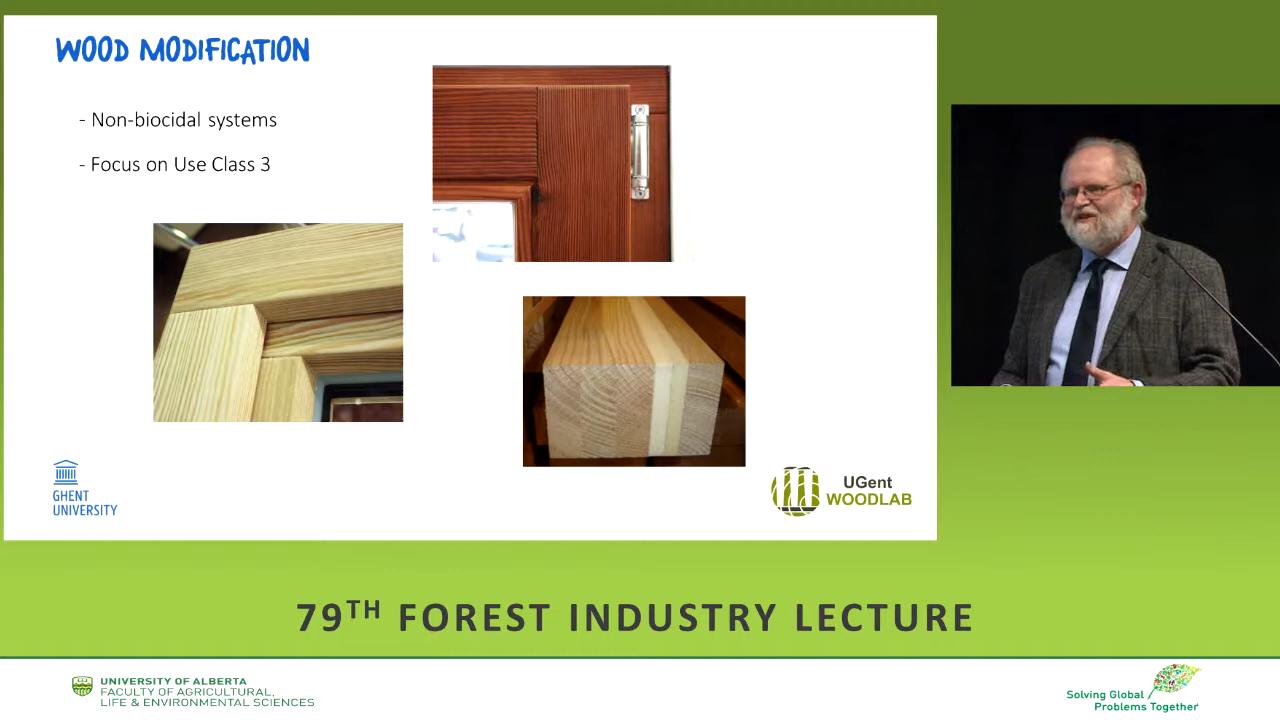 WOOD MODIFICATION
- Non-biocidal systems
- Focus on Use Class 3
GHENT
UNIVERSITY
UGent
WOODLAB
79TH FOREST INDUSTRY LECTURE
UNIVERSITY OF ALBERTA
FACULTY OF AGRICULTURAL,
LIFE & ENVIRONMENTAL SCIENCES
Solving Global
Problems Together